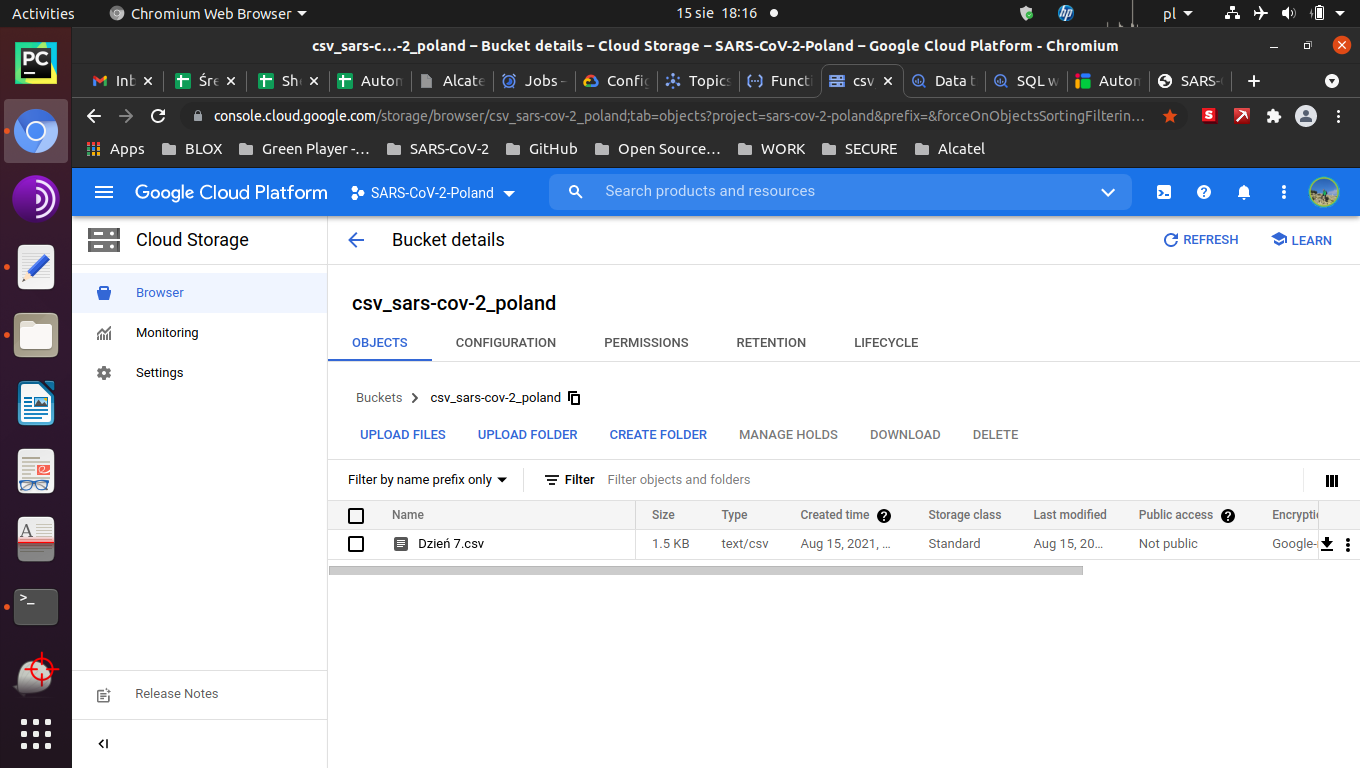 Activities Chromium Web Browser 15 sie 18:16 pl
csv_sars-c…-2_poland – Bucket details – Cloud Storage – SARS-CoV-2-Poland – Google Cloud Platform - Chromium
PC Inb Śre She Auton Alcate Jobs – Config Topics Functi csv Data t SQL w Auton SARS-
console.cloud.google.com/storage/browser/csv_sars-cov-2_poland;tab=objects?project=sars-cov-2-poland&prefix=&forceOnObjectsSortingFilterin…
Apps BLOX Green Player -… SARS-CoV-2 GitHub Open Source… WORK SECURE Alcatel
Google Cloud Platform SARS-CoV-2-Poland Search products and resources
Cloud Storage Bucket details REFRESH LEARN
Browser
Monitoring
Settings
csv_sars-cov-2_poland
OBJECTS CONFIGURATION PERMISSIONS RETENTION LIFECYCLE
Buckets csv_sars-cov-2_poland
UPLOAD FILES UPLOAD FOLDER CREATE FOLDER MANAGE HOLDS DOWNLOAD DELETE
Filter by name prefix only Filter Filter objects and folders
Name Size Type Created time Storage class Last modified Public access Encrypti
Dzień 7.csv 1.5 KB text/csv Aug 15, 2021, … Standard Aug 15, 20… Not public Google-
Release Notes